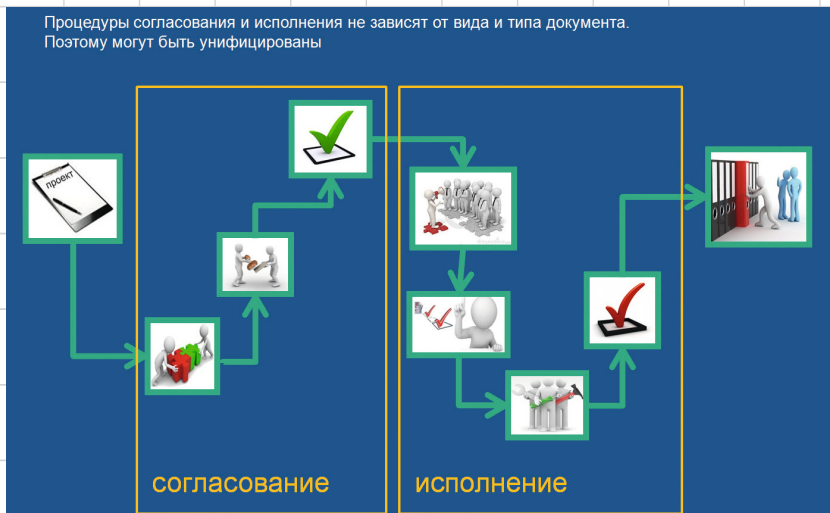 Процедуры согласования и исполнения не зависят от вида и типа документа.
Поэтому могут быть унифицированы
проект
согласование
исполнение